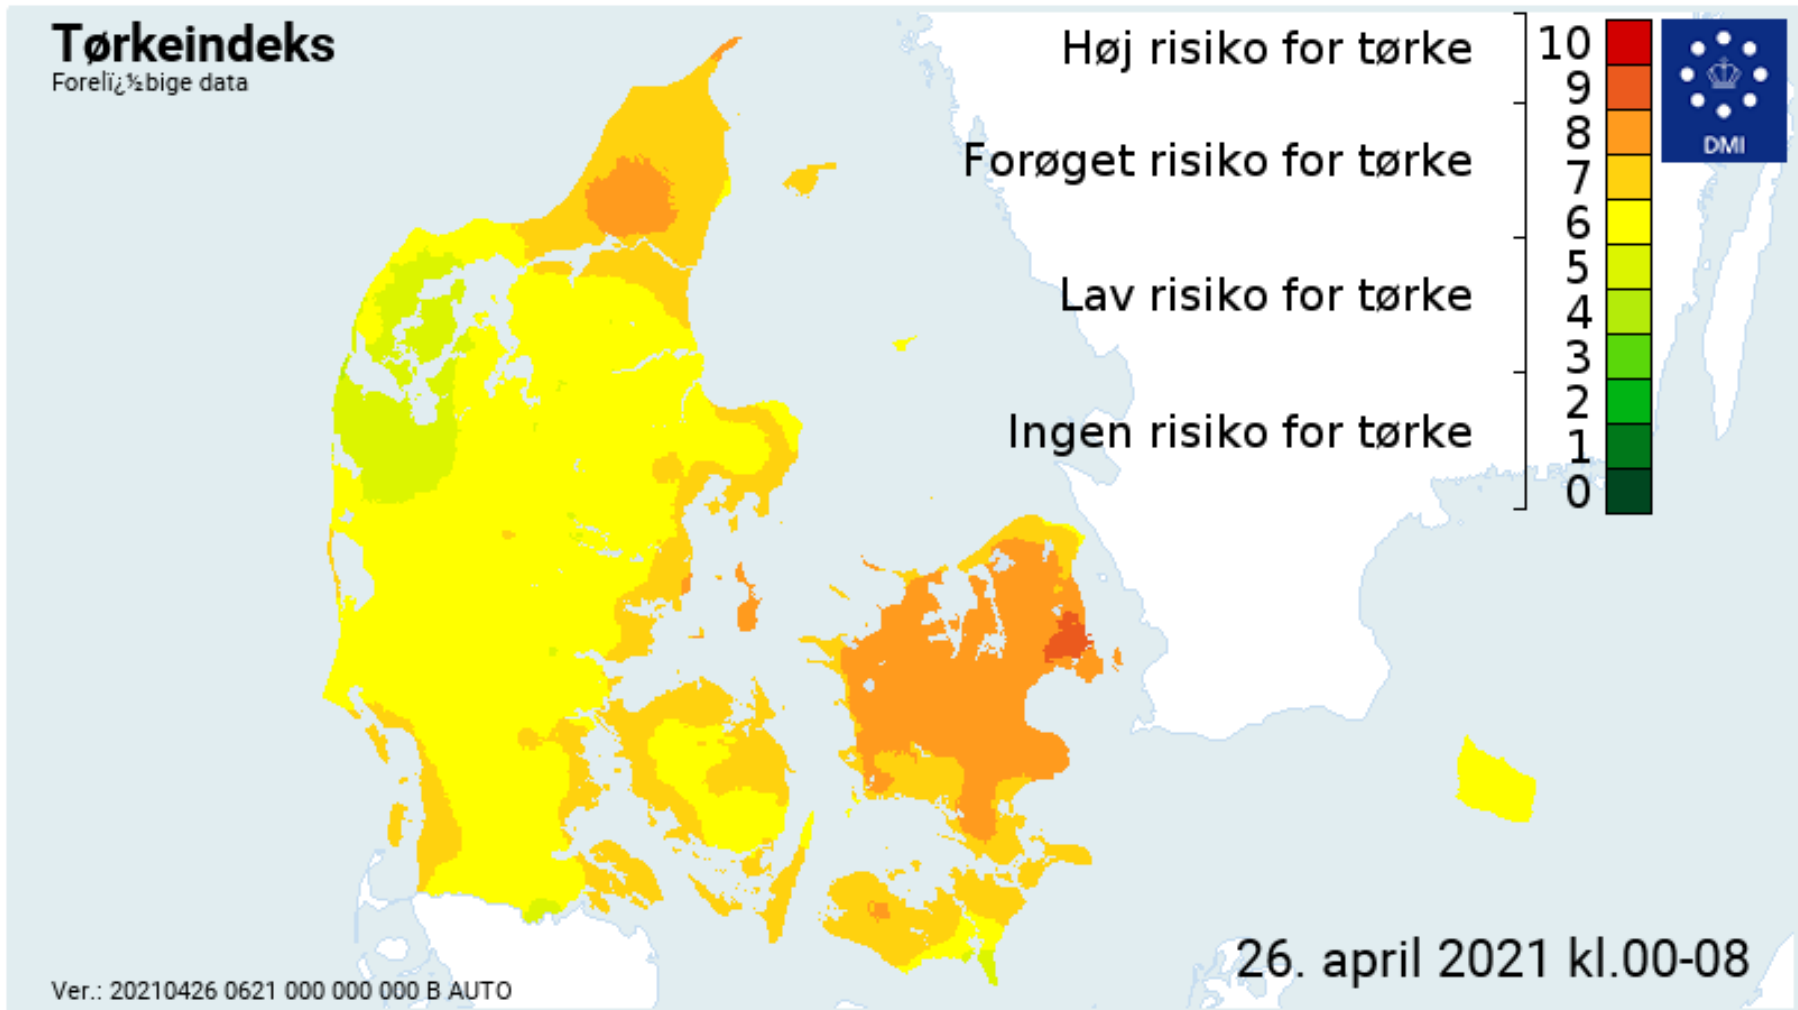 Tørkeindeks
Foreli¿½bige data
Høj risiko for tørke
Forøget risiko for tørke
Lav risiko for tørke
Ingen risiko for tørke
10
9
8
7
6
5
4
3
2
1
0
DMI
26. april 2021 kl.00-08
Ver.: 20210426 0621 000 000 000 B AUTO